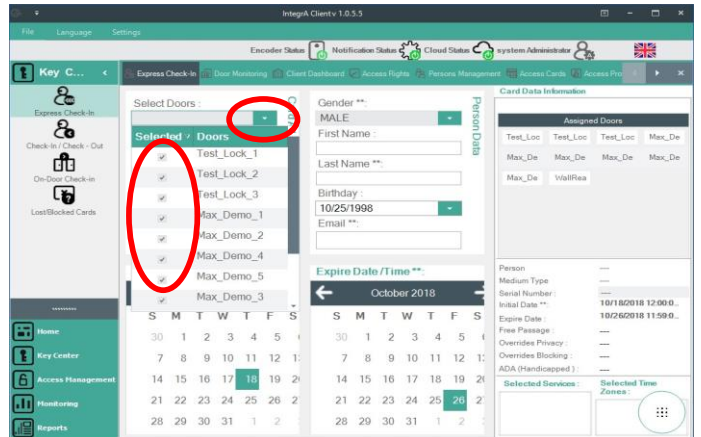 IntegrA Client v 1.0.5.5
File Language Settings
Encoder Status Notification Status Cloud Status system Administrator
Key C... <
Express Check-In Door Monitoring Client Dashboard Access Rights Persons Management Access Cards Access Pro
Express Check-In
Check-In / Check - Out
On-Door Check-in
Lost/Blocked Cards
Home
Key Center
Access Management
Monitoring
Reports
Select Doors :
Selected Doors
Test_Lock_1
Test_Lock_2
Test_Lock_3
Max_Demo_1
Max_Demo_2
Max_Demo_4
Max_Demo_5
Max_Demo_3
S M T W T F S
30 1 2 3 4 5
7 8 9 10 11 12
14 15 16 17 18 19
21 22 23 24 25 26
28 29 30 31 1 2
Gender **:
MALE
First Name :
Last Name **:
Birthday :
10/25/1998
Email **:
Person Data
Expire Date /Time **:
October 2018
S M T W T F S
30 1 2 3 4 5
7 8 9 10 11 12
14 15 16 17 18 19
21 22 23 24 25 26
28 29 30 31 1 2
Card Data Information
Assigned Doors
Test_Loc Test_Loc Test_Loc Max_De
Max_De Max_De Max_De Max_De
Max_De WallRea
Person ---
Medium Type ---
Serial Number : ---
Initial Date **: 10/18/2018 12:00:0..
Expire Date : 10/26/2018 11:59:0..
Free Passage : ---
Overrides Privacy : ---
Overrides Blocking : ---
ADA (Handicapped ) : ---
Selected Services : Selected Time
Zones :